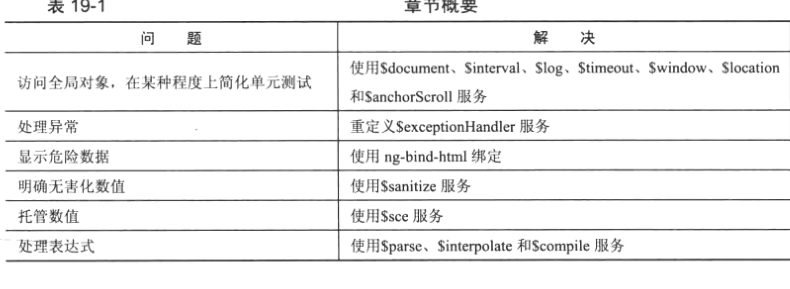 表 19-1 章节概要
问 题 解 决
访问全局对象，在某种程度上简化单元测试 使用$document、$interval、$log、$timeout、$window、$location
和$anchorScroll 服务
处理异常 重定义$exceptionHandler 服务
显示危险数据 使用 ng-bind-html 绑定
明确无害化数值 使用$sanitize 服务
托管数值 使用$sce 服务
处理表达式 使用$parse、$interpolate 和$compile 服务